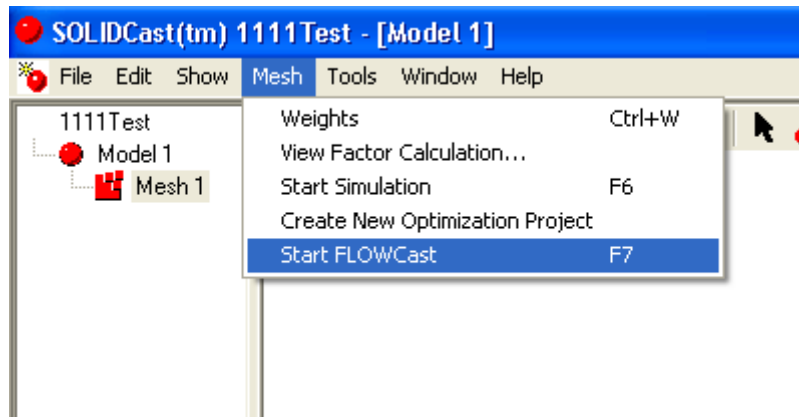 SOLIDCast(tm) 1111Test - [Model 1]
File Edit Show Mesh Tools Window Help
1111Test
Model 1
Mesh 1
Weights Ctrl+W
View Factor Calculation...
Start Simulation F6
Create New Optimization Project
Start FLOWCast F7